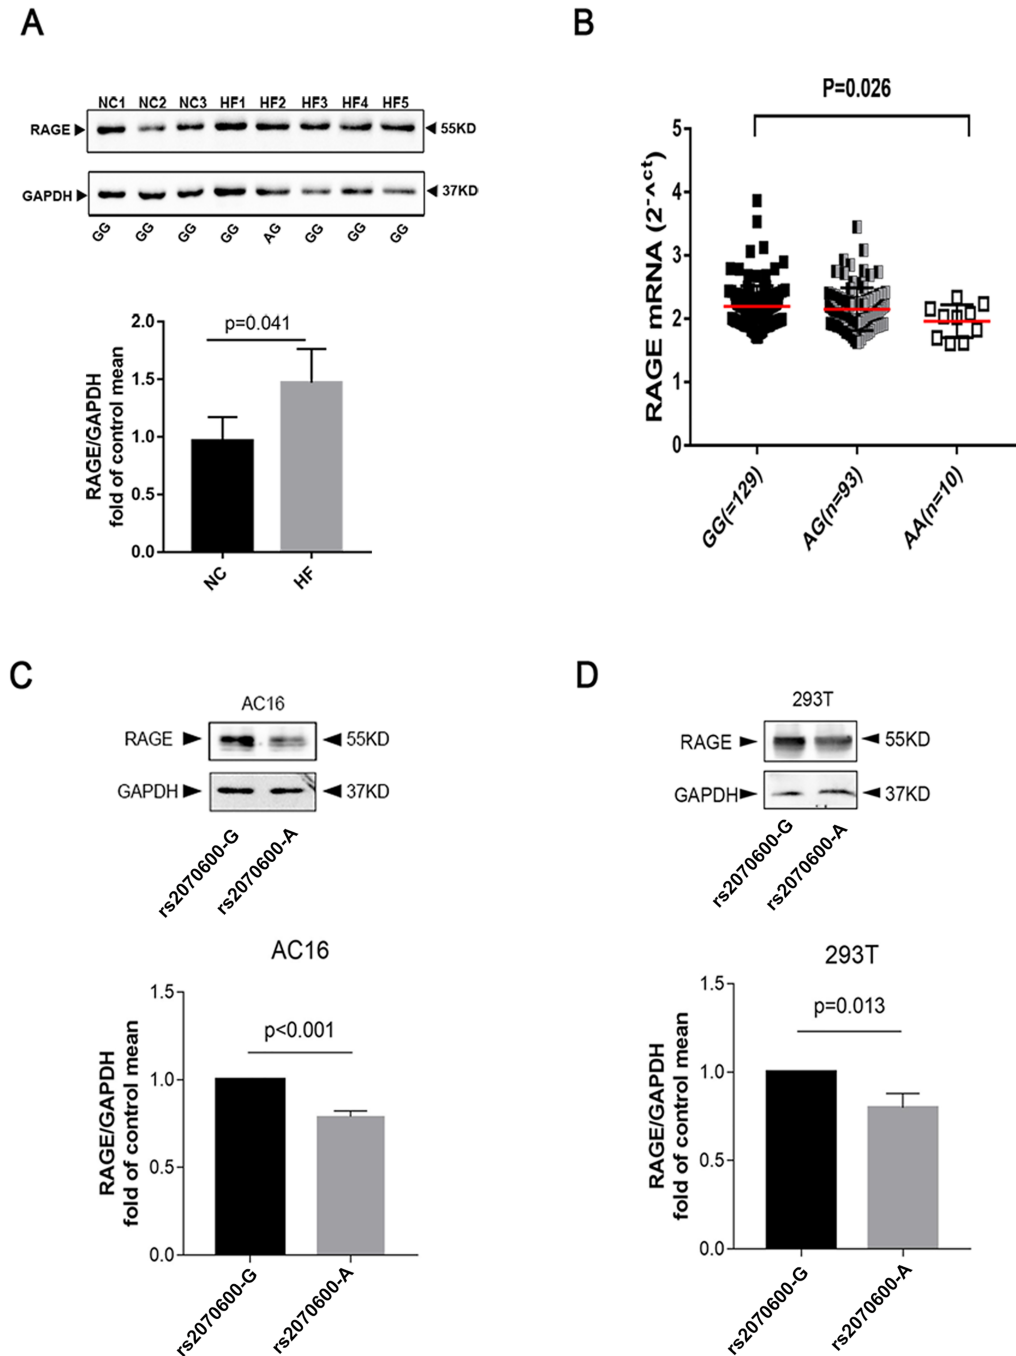 A
NC1 NC2 NC3 HF1 HF2 HF3 HF4 HF5
RAGE 55KD
GAPDH 37KD
GG GG GG GG AG GG GG GG
p=0.041
RAGE/GAPDH
fold of control mean
2.0
1.5
1.0
0.5
0.0
NC HF
B
P=0.026
RAGE mRNA (2-^ct)
5
4
3
2
1
0
GG(=129) AG(n=93) AA(n=10)
C
AC16
RAGE 55KD
GAPDH 37KD
rs2070600-G rs2070600-A
AC16
p<0.001
RAGE/GAPDH
fold of control mean
1.5
1.0
0.5
0.0
rs2070600-G rs2070600-A
D
293T
RAGE 55KD
GAPDH 37KD
rs2070600-G rs2070600-A
293T
p=0.013
RAGE/GAPDH
fold of control mean
1.5
1.0
0.5
0.0
rs2070600-G rs2070600-A